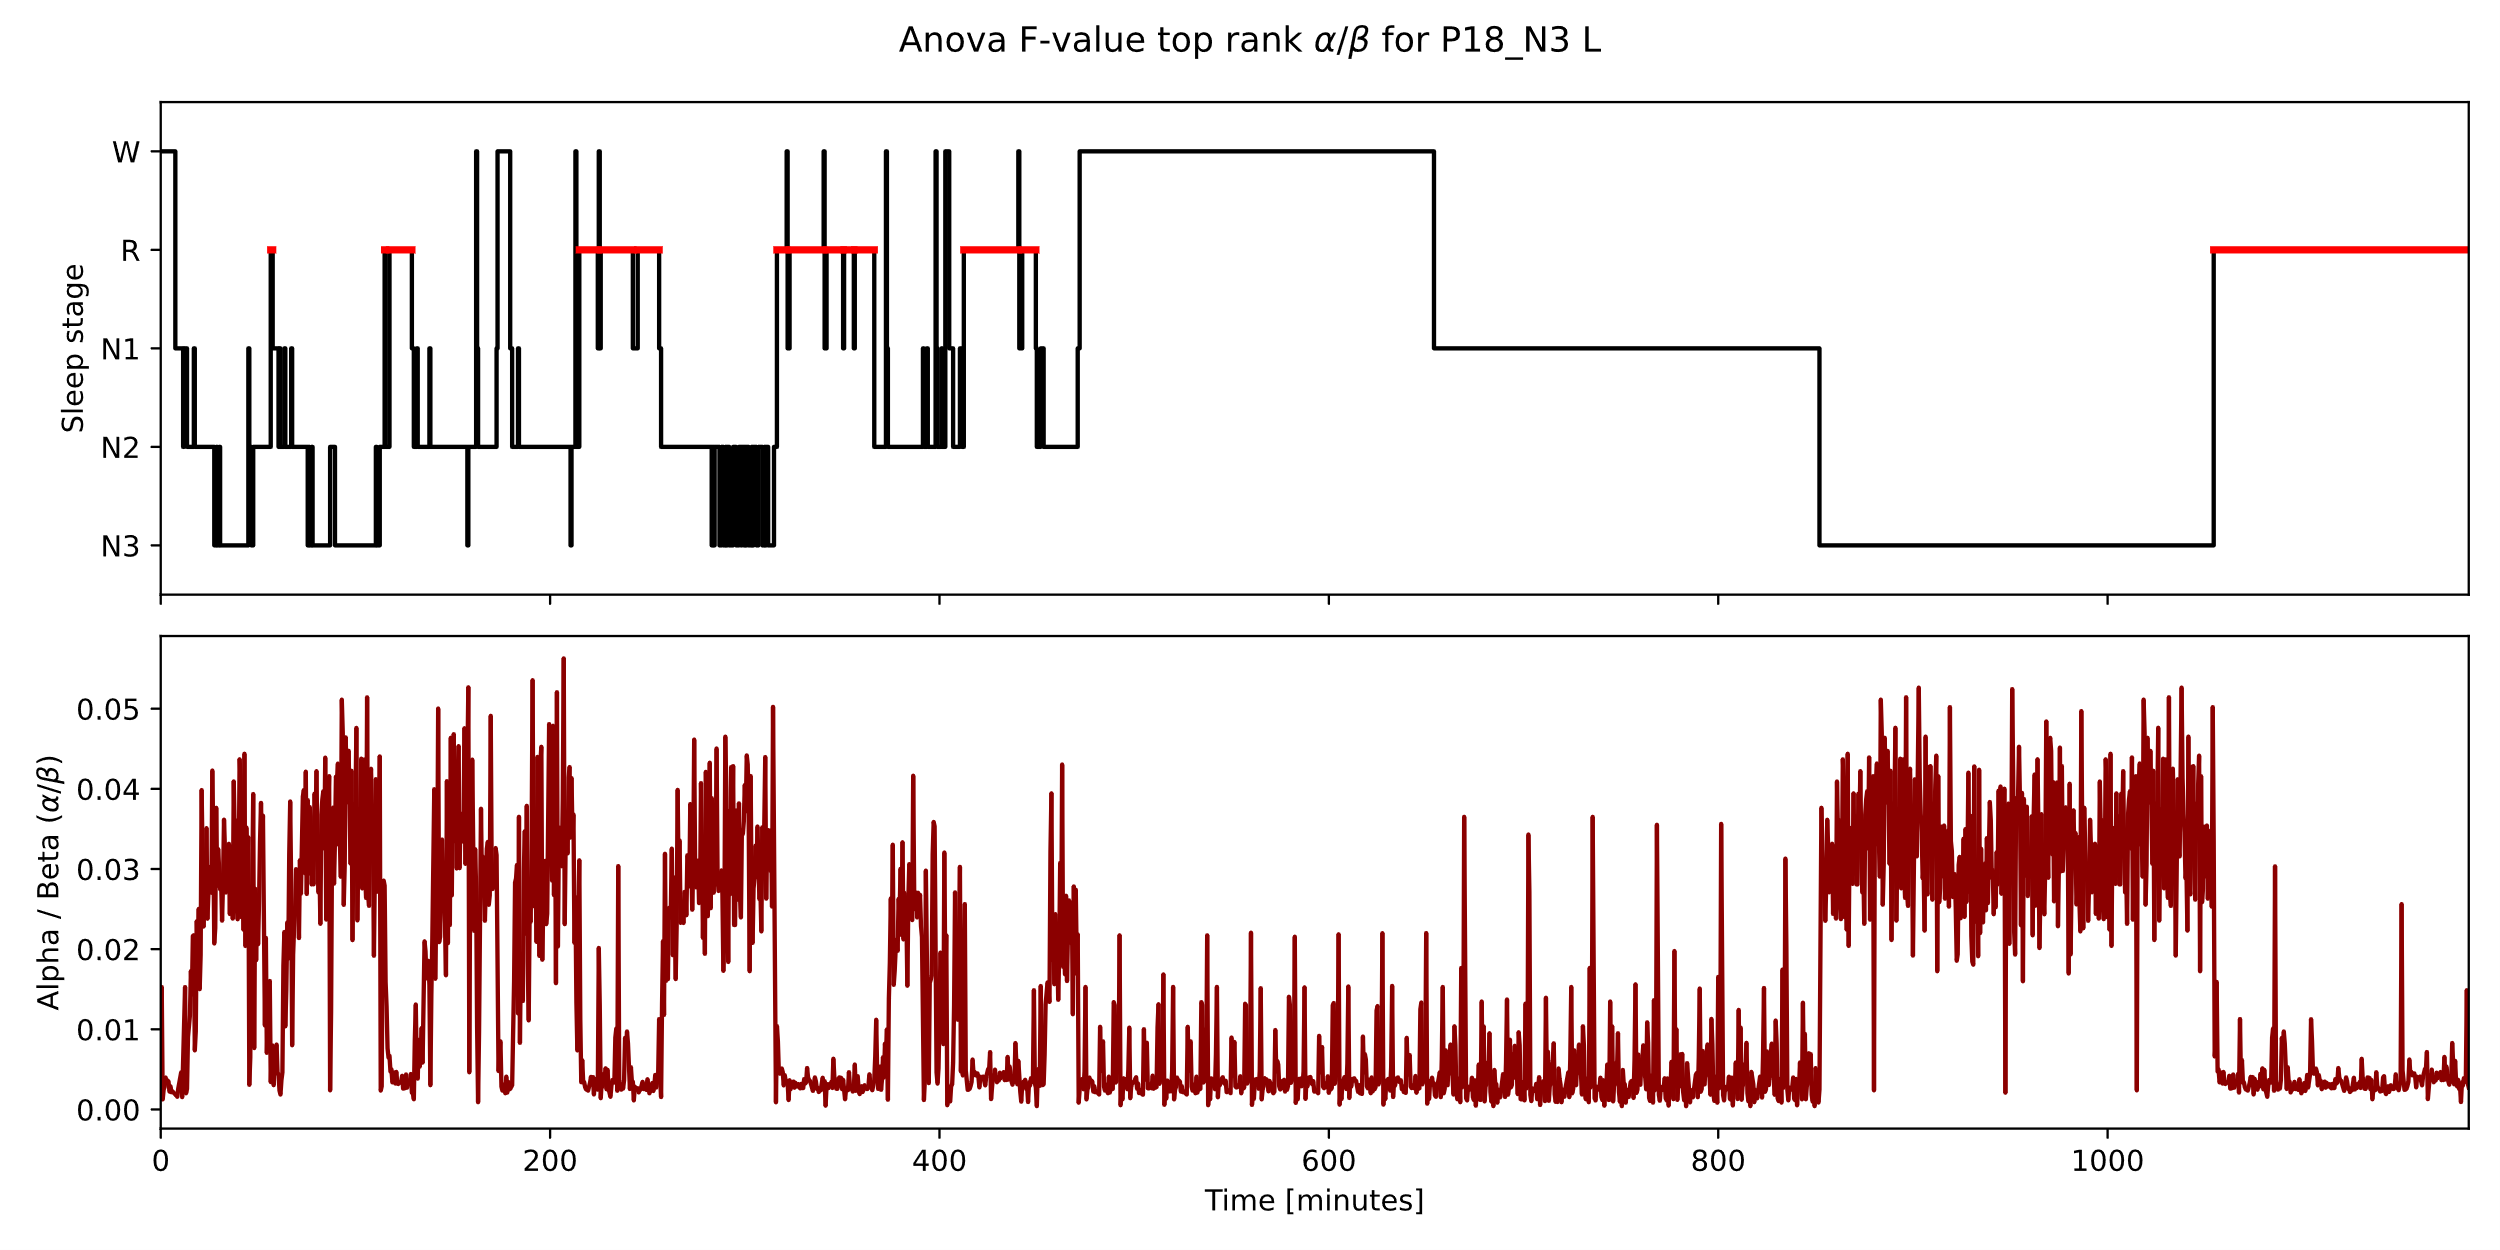 Anova F-value top rank α/β for P18_N3 L
W
R
N1
N2
N3
Sleep stage
0.05
0.04
0.03
0.02
0.01
0.00
Alpha / Beta (α/β)
0 200 400 600 800 1000
Time [minutes]